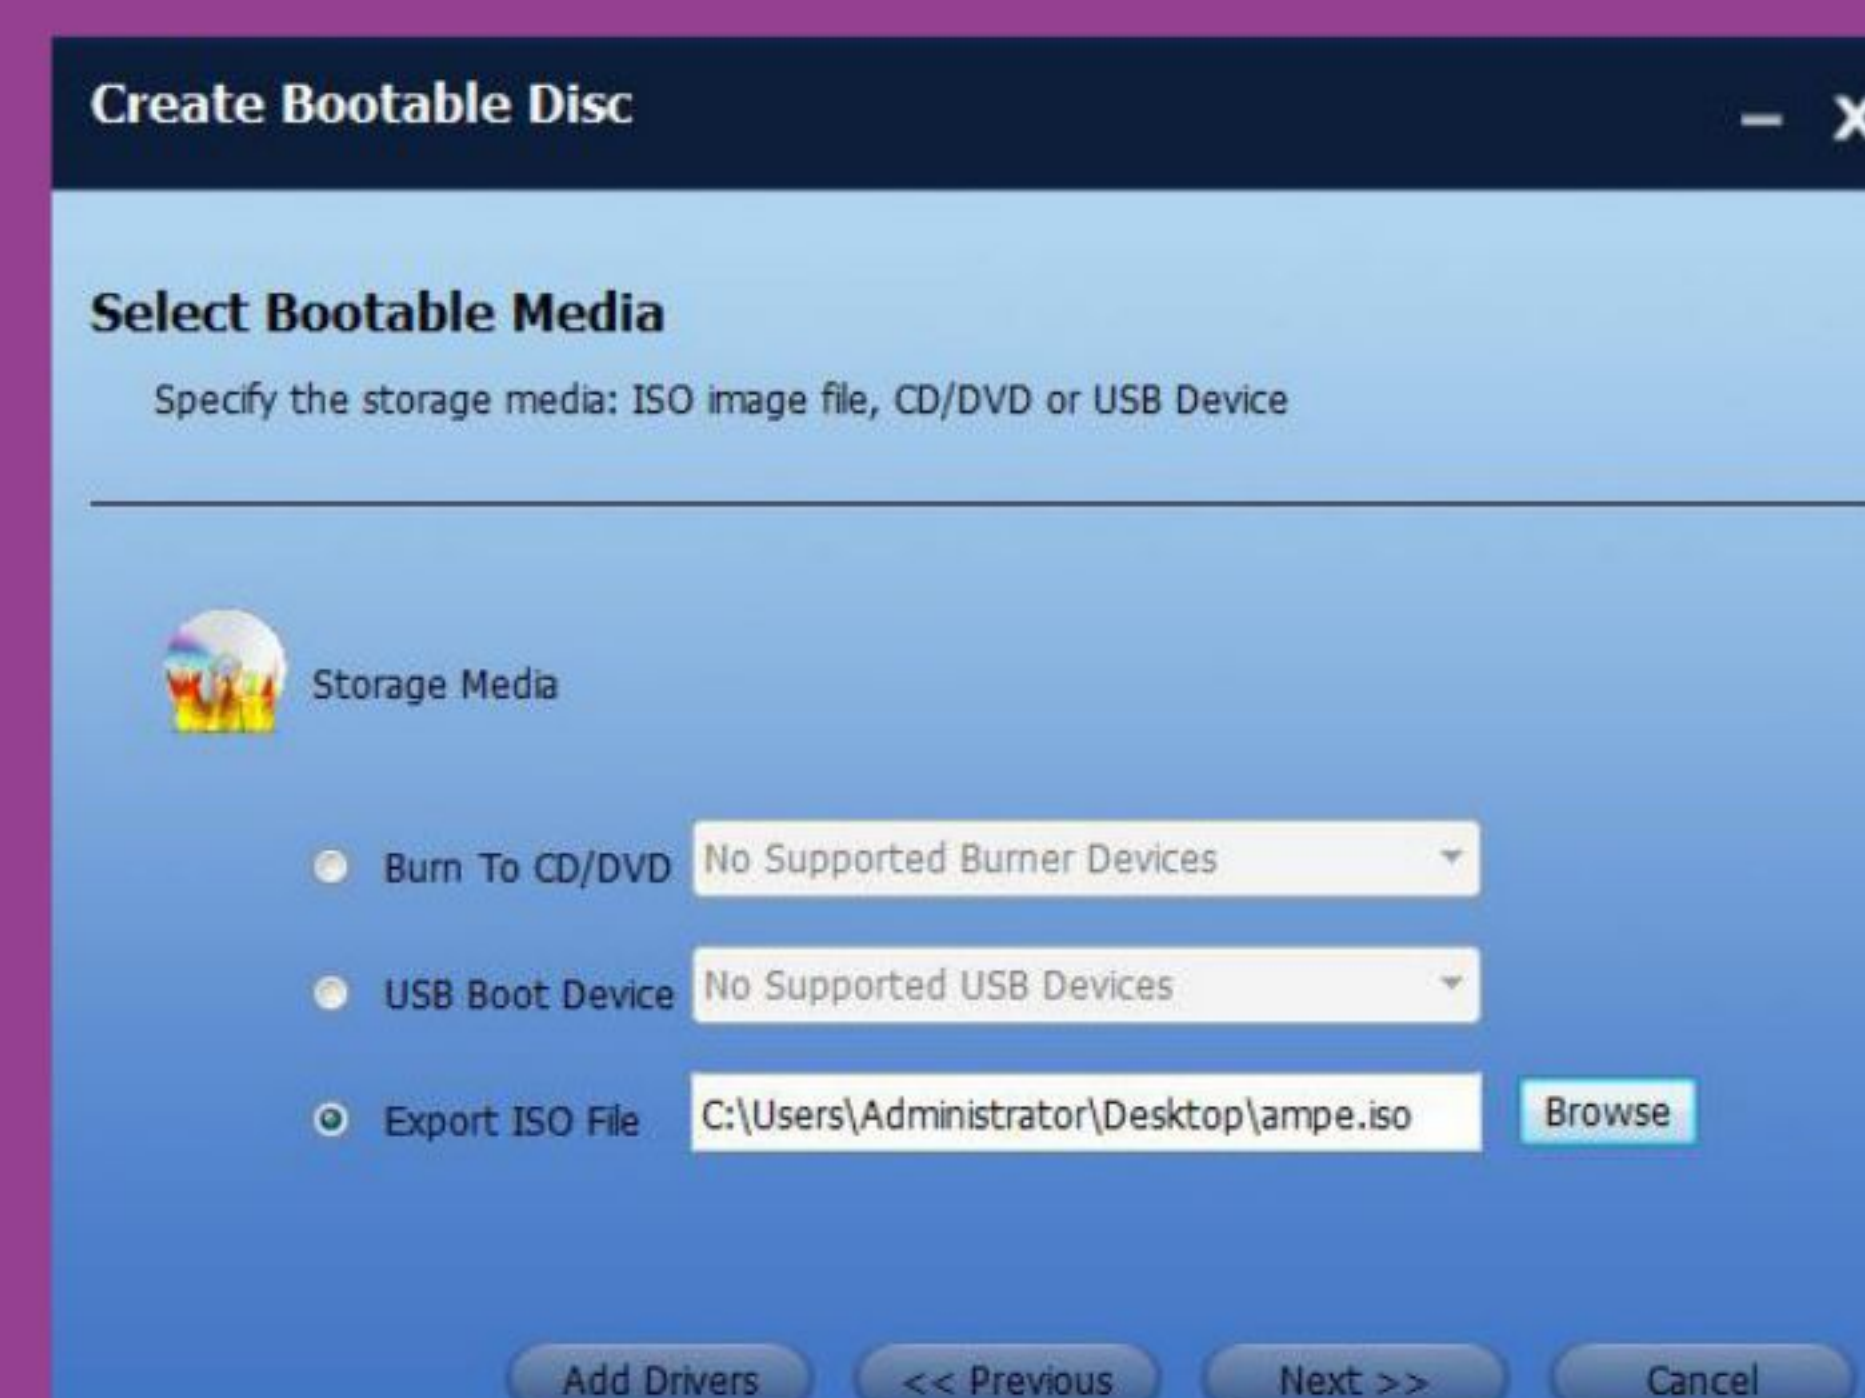 Create Bootable Disc
Select Bootable Media
Specify the storage media: ISO image file, CD/DVD or USB Device
Storage Media
Burn To CD/DVD No Supported Burner Devices
USB Boot Device No Supported USB Devices
Export ISO File C:\Users\Administrator\Desktop\ampe.iso Browse
Add Drivers << Previous Next >> Cancel